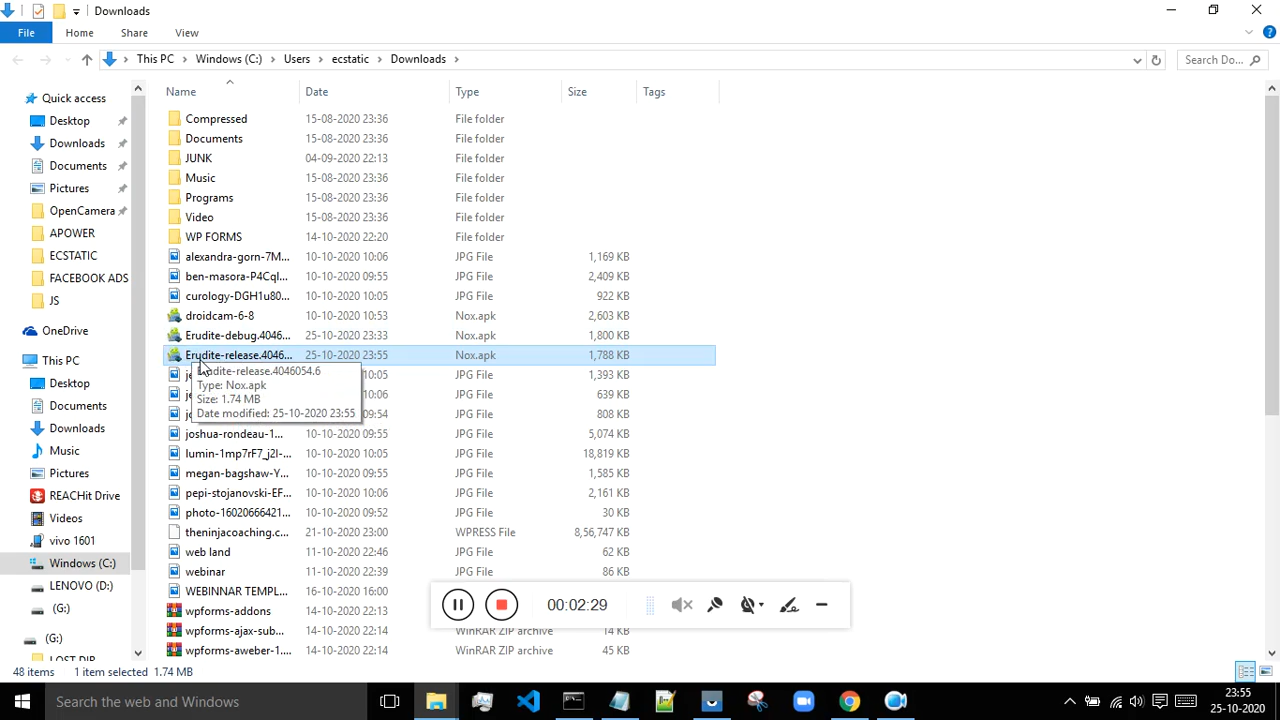 Downloads
File Home Share View
This PC Windows (C:) Users ecstatic Downloads Search Do...
Name Date Type Size Tags
Quick access
Desktop
Downloads
Documents
Pictures
OpenCamera
APOWER
ECSTATIC
FACEBOOK ADS
JS
OneDrive
This PC
Desktop
Documents
Downloads
Music
Pictures
REACHit Drive
Videos
vivo 1601
Windows (C:)
LENOVO (D:)
(G:)
(G:)
LOST.DIR
Compressed 15-08-2020 23:36 File folder
Documents 15-08-2020 23:36 File folder
JUNK 04-09-2020 22:13 File folder
Music 15-08-2020 23:36 File folder
Programs 15-08-2020 23:36 File folder
Video 15-08-2020 23:36 File folder
WP FORMS 14-10-2020 22:20 File folder
alexandra-gorn-7M... 10-10-2020 10:06 JPG File 1,169 KB
ben-masora-P4Cql... 10-10-2020 09:55 JPG File 2,409 KB
curology-DGH1u80... 10-10-2020 10:05 JPG File 922 KB
droidcam-6-8 10-10-2020 10:53 Nox.apk 2,603 KB
Erudite-debug.4046... 25-10-2020 23:33 Nox.apk 1,800 KB
Erudite-release.4046... 25-10-2020 23:55 Nox.apk 1,788 KB
Erudite-release.4046054.6
Type: Nox.apk
Size: 1.74 MB
Date modified: 25-10-2020 23:55
10:05 JPG File 1,393 KB
10:06 JPG File 639 KB
09:54 JPG File 808 KB
joshua-rondeau-1... 10-10-2020 09:55 JPG File 5,074 KB
lumin-1mp7rF7_j2I-... 10-10-2020 10:05 JPG File 18,819 KB
megan-bagshaw-Y... 10-10-2020 09:55 JPG File 1,585 KB
pepi-stojanovski-EF... 10-10-2020 10:06 JPG File 2,161 KB
photo-16020666421... 10-10-2020 09:52 JPG File 30 KB
theninjacoaching.c... 21-10-2020 23:00 WPRESS File 8,56,747 KB
web land 11-10-2020 22:46 JPG File 62 KB
webinar 11-10-2020 22:39 JPG File 86 KB
WEBINNAR TEMPL... 16-10-2020 16:00
wpforms-addons 14-10-2020 22:13
wpforms-ajax-sub... 14-10-2020 22:14 WinRAR ZIP archive 14 KB
wpforms-aweber-1.... 14-10-2020 22:14 WinRAR ZIP archive 45 KB
00:02:29
48 items 1 item selected 1.74 MB
Search the web and Windows
23:55
25-10-2020